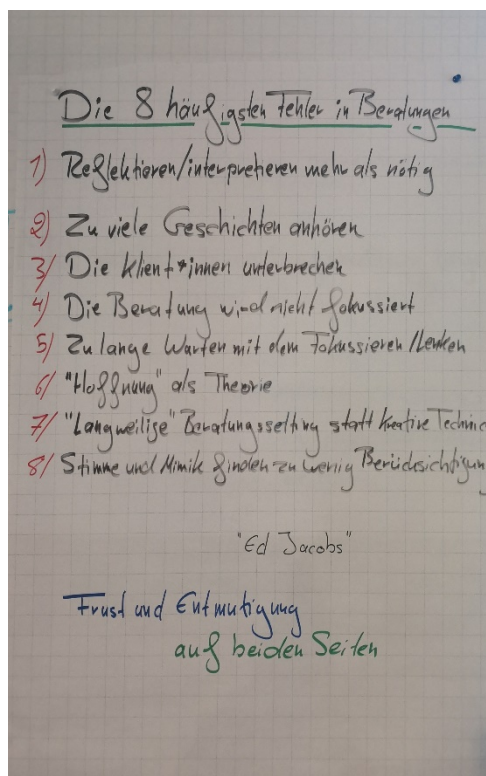 Die 8 häufigsten Fehler in Beratungen
1) Reflektieren/interpretieren mehr als nötig
2) Zu viele Geschichten anhören
3) Die Klient*innen unterbrechen
4) Die Beratung wird nicht fokussiert
5) Zu lange Warten mit dem Fokussieren/Lenken
6) "Hoffnung" als Theorie
7) "Langweilige" Beratungssetting statt kreative Technic
8) Stimme und Mimik finden zu wenig Berücksichtigun
"Ed Jacobs"
Frust und Entmutigung
auf beiden Seiten